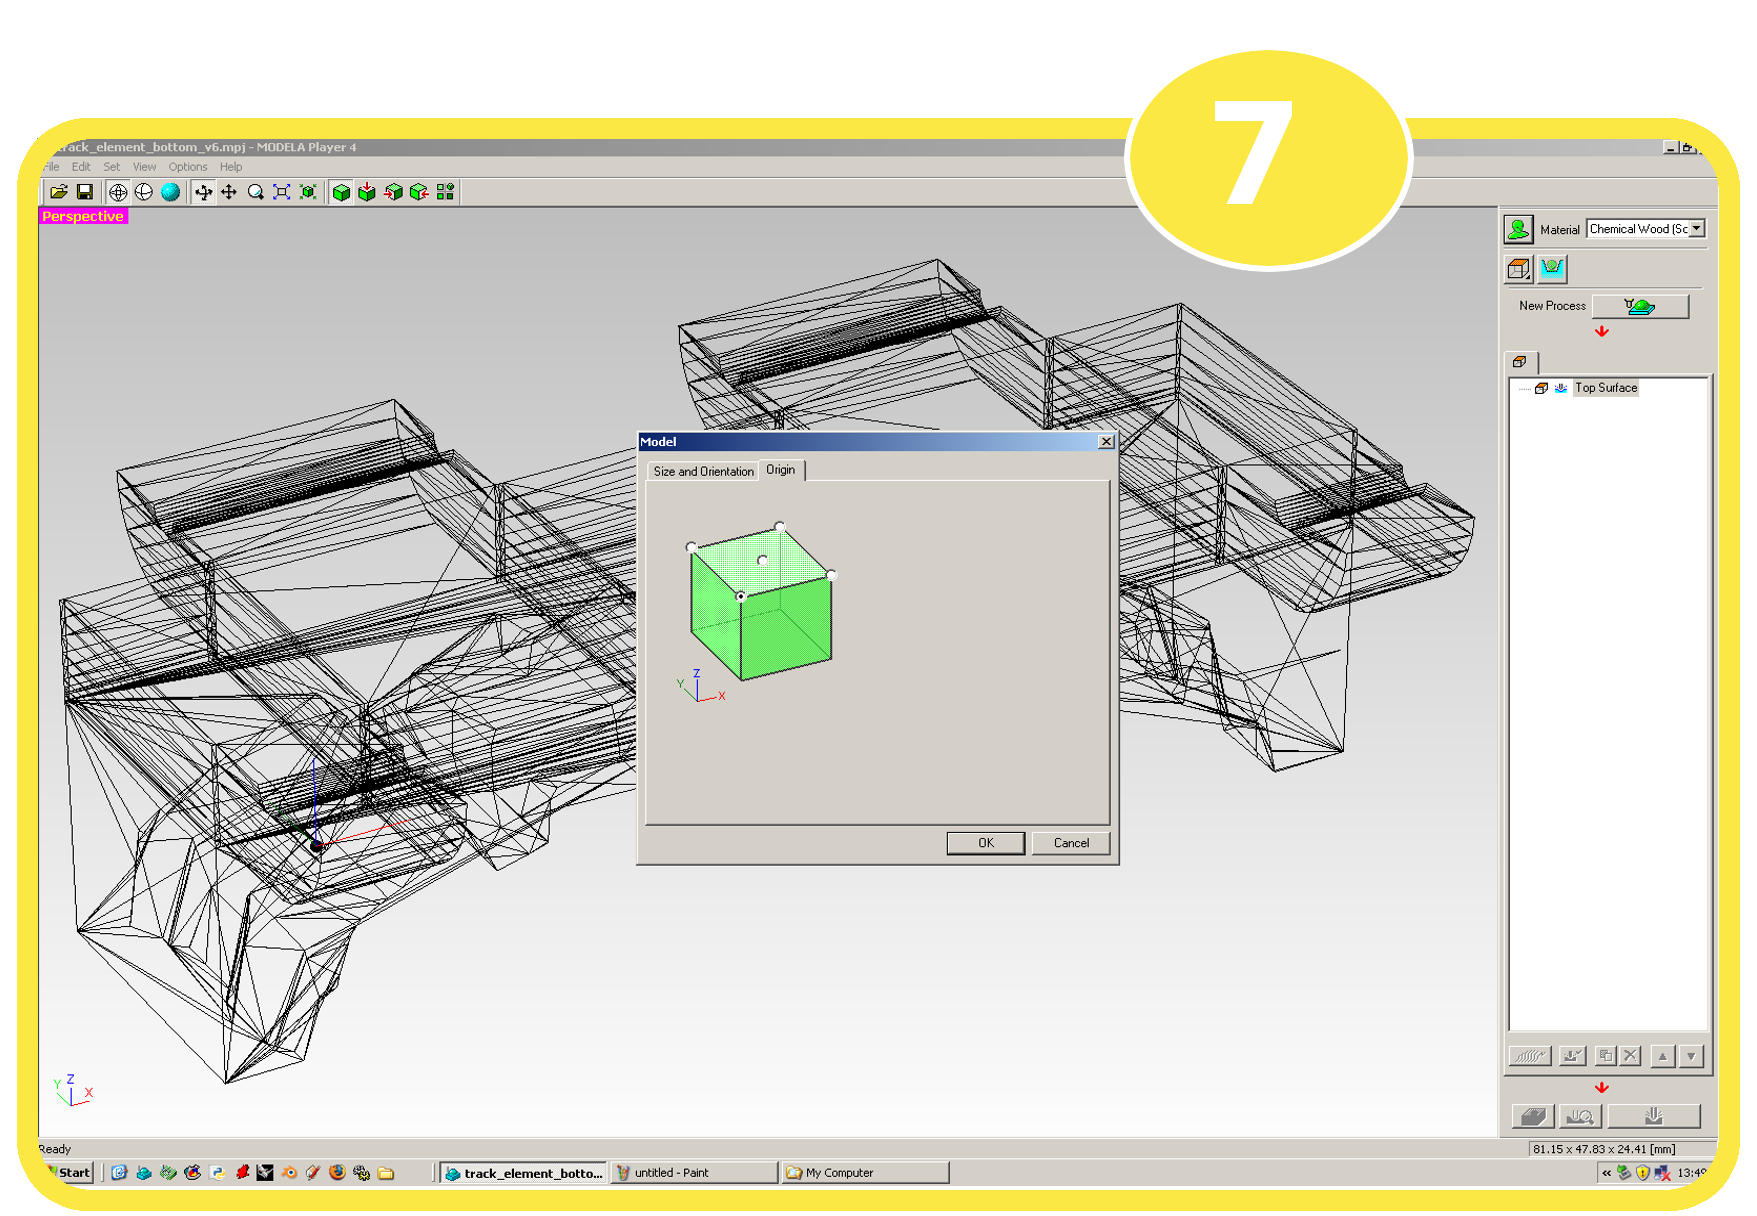 7
track_element_bottom_v6.mpj - MODELA Player 4
File Edit Set View Options Help
Perspective
Material Chemical Wood (Sc
New Process
Top Surface
Model
Size and Orientation Origin
Z
Y
X
OK Cancel
Z
Y
X
Ready
81.15 x 47.83 x 24.41 [mm]
Start track_element_botto... untitled - Paint My Computer « 13:49